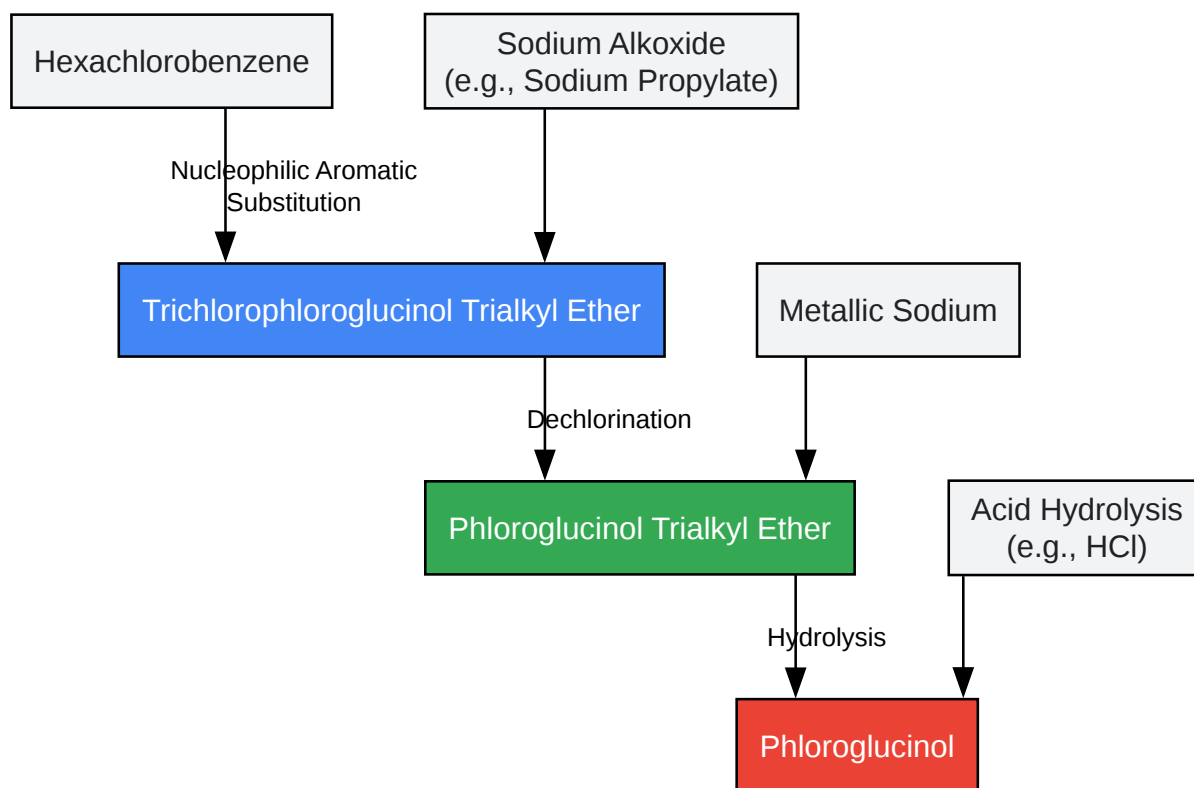 Hexachlorobenzene
Sodium Alkoxide
(e.g., Sodium Propylate)
Nucleophilic Aromatic
Substitution
Trichlorophloroglucinol Trialkyl Ether
Metallic Sodium
Dechlorination
Phloroglucinol Trialkyl Ether
Acid Hydrolysis
(e.g., HCl)
Hydrolysis
Phloroglucinol